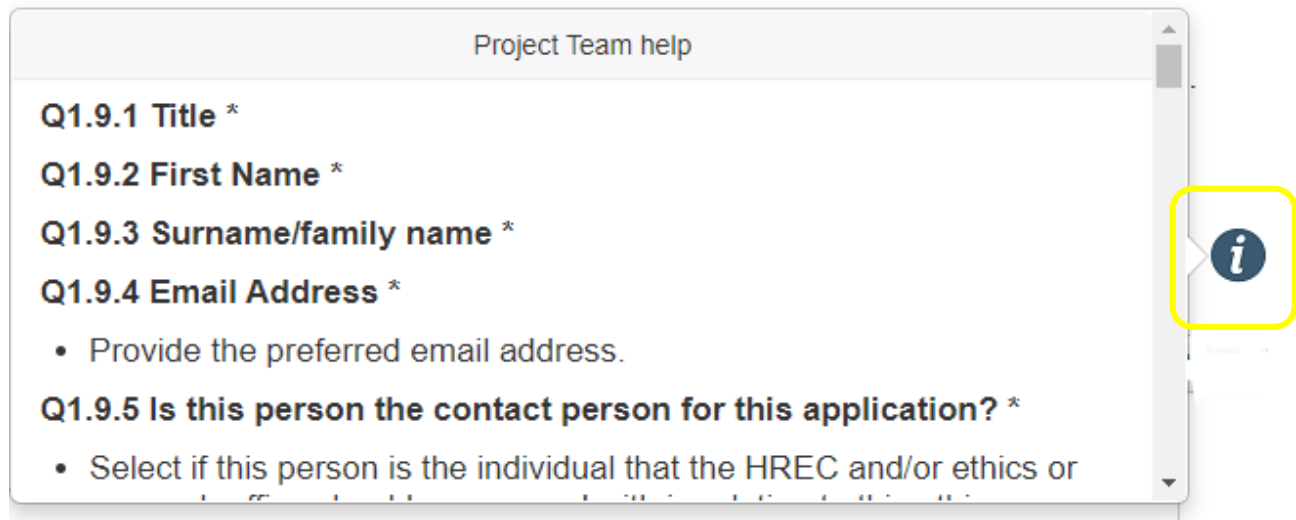 Project Team help
Q1.9.1 Title *
Q1.9.2 First Name *
Q1.9.3 Surname/family name *
Q1.9.4 Email Address *
• Provide the preferred email address.
Q1.9.5 Is this person the contact person for this application? *
• Select if this person is the individual that the HREC and/or ethics or
i